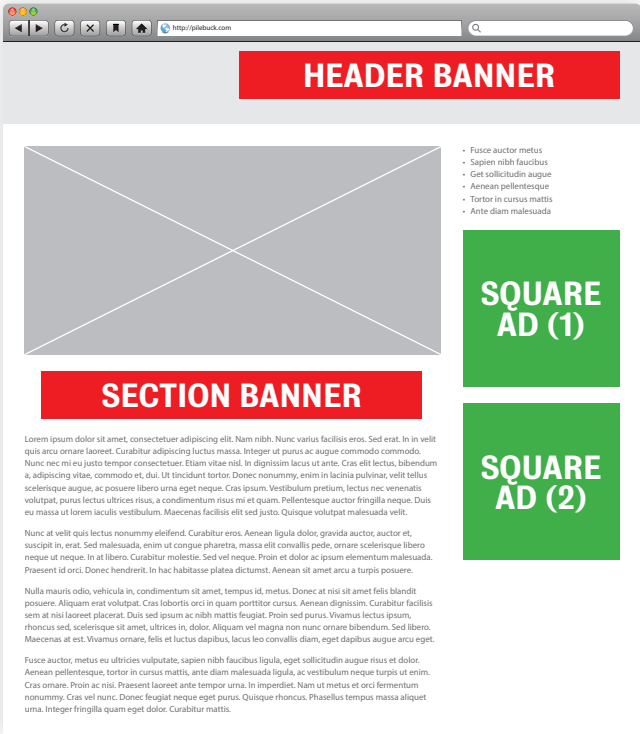 http://pilebuck.com
HEADER BANNER
• Fusce auctor metus
• Sapien nibh faucibus
• Get sollicitudin augue
• Aenean pellentesque
• Tortor in cursus mattis
• Ante diam malesuada
SQUARE
AD (1)
SECTION BANNER
SQUARE
AD (2)
Lorem ipsum dolor sit amet, consectetuer adipiscing elit. Nam nibh. Nunc varius facilisis eros. Sed erat. In in velit
quis arcu ornare laoreet. Curabitur adipiscing luctus massa. Integer ut purus ac augue commodo commodo.
Nunc nec mi eu justo tempor consectetuer. Etiam vitae nisl. In dignissim lacus ut ante. Cras elit lectus, bibendum
a, adipiscing vitae, commodo et, dui. Ut tincidunt tortor. Donec nonummy, enim in lacinia pulvinar, velit tellus
scelerisque augue, ac posuere libero urna eget neque. Cras ipsum. Vestibulum pretium, lectus nec venenatis
volutpat, purus lectus ultrices risus, a condimentum risus mi et quam. Pellentesque auctor fringilla neque. Duis
eu massa ut lorem iaculis vestibulum. Maecenas facilisis elit sed justo. Quisque volutpat malesuada velit.
Nunc at velit quis lectus nonummy eleifend. Curabitur eros. Aenean ligula dolor, gravida auctor, auctor et,
suscipit in, erat. Sed malesuada, enim ut congue pharetra, massa elit convallis pede, ornare scelerisque libero
neque ut neque. In at libero. Curabitur molestie. Sed vel neque. Proin et dolor ac ipsum elementum malesuada.
Praesent id orci. Donec hendrerit. In hac habitasse platea dictumst. Aenean sit amet arcu a turpis posuere.
Nulla mauris odio, vehicula in, condimentum sit amet, tempus id, metus. Donec at nisi sit amet felis blandit
posuere. Aliquam erat volutpat. Cras lobortis orci in quam porttitor cursus. Aenean dignissim. Curabitur facilisis
sem at nisi laoreet placerat. Duis sed ipsum ac nibh mattis feugiat. Proin sed purus. Vivamus lectus ipsum,
rhoncus sed, scelerisque sit amet, ultrices in, dolor. Aliquam vel magna non nunc ornare bibendum. Sed libero.
Maecenas at est. Vivamus ornare, felis et luctus dapibus, lacus leo convallis diam, eget dapibus augue arcu eget.
Fusce auctor, metus eu ultricies vulputate, sapien nibh faucibus ligula, eget sollicitudin augue risus et dolor.
Aenean pellentesque, tortor in cursus mattis, ante diam malesuada ligula, ac vestibulum neque turpis ut enim.
Cras ornare. Proin ac nisi. Praesent laoreet ante tempor urna. In imperdiet. Nam ut metus et orci fermentum
nonummy. Cras vel nunc. Donec feugiat neque eget purus. Quisque rhoncus. Phasellus tempus massa aliquet
urna. Integer fringilla quam eget dolor. Curabitur mattis.